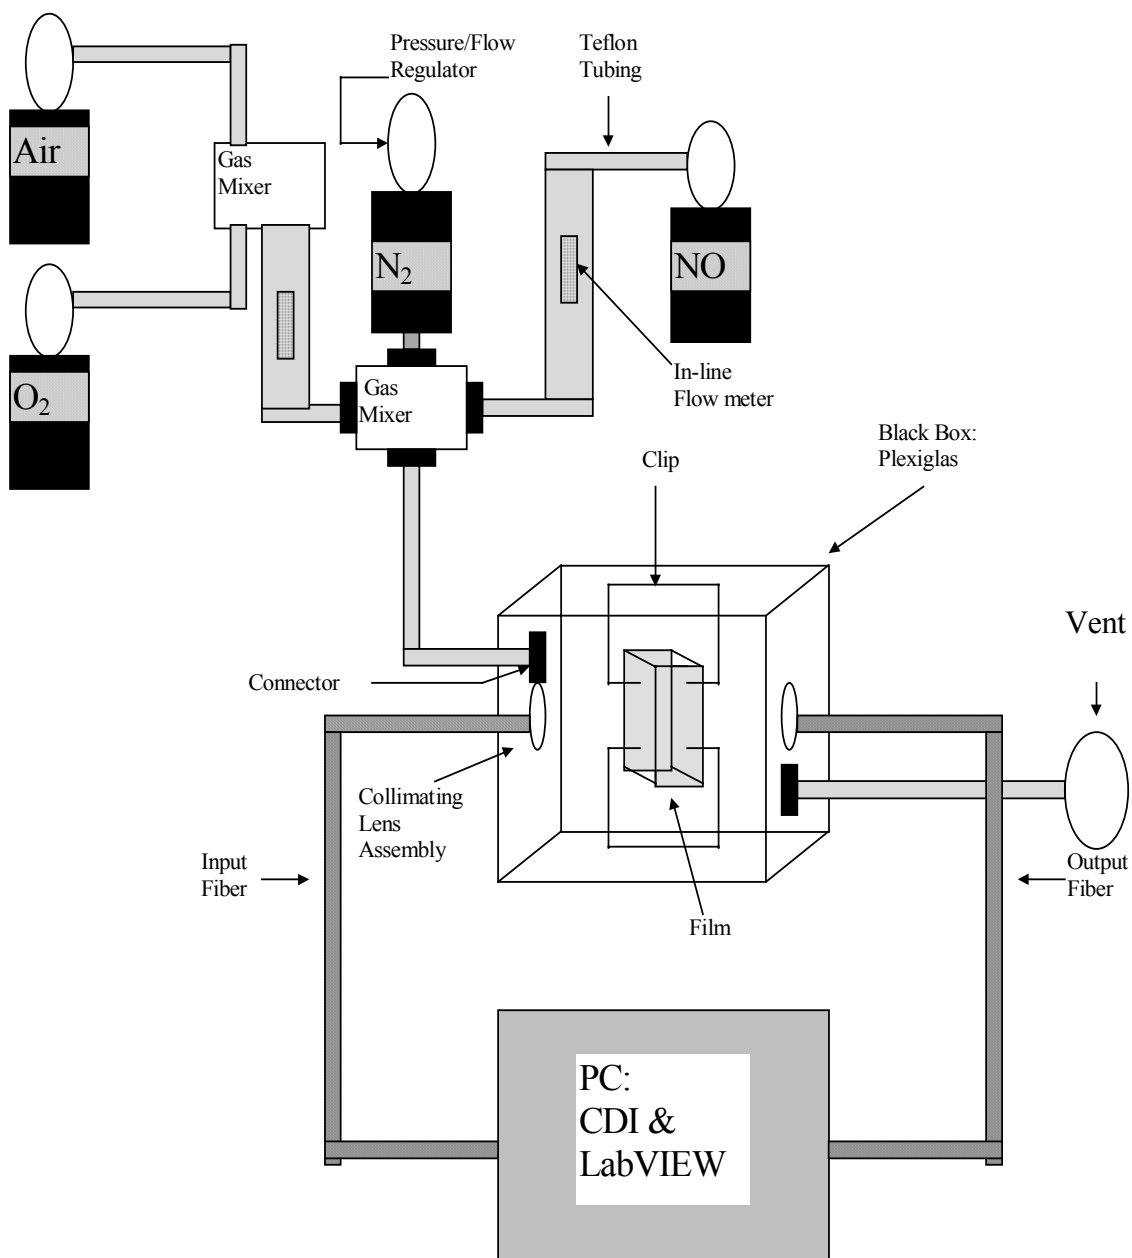 Pressure/Flow
Regulator
Teflon
Tubing
Air
Gas
Mixer
N2
NO
O2
In-line
Flow meter
Gas
Mixer
Black Box:
Plexiglas
Clip
Vent
Connector
Collimating
Lens
Assembly
Input
Fiber
Output
Fiber
Film
PC:
CDI &
LabVIEW